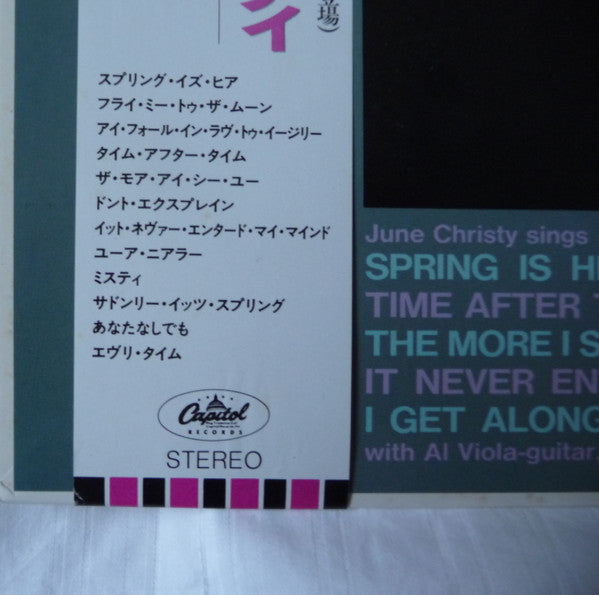 場)
ィ
スプリング・イズ・ヒア
フライ・ミー・トゥ・ザ・ムーン
アイ・フォール・イン・ラヴ・トゥ・イージリー
タイム・アフター・タイム
ザ・モア・アイ・シー・ユー
ドント・エクスプレイン
イット・ネヴァー・エンタード・マイ・マインド
ユーア・ニアラー
ミスティ
サドンリー・イッツ・スプリング
あなたなしでも
エヴリ・タイム
Capitol
RECORDS
STEREO
June Christy sings
SPRING IS H
TIME AFTER T
THE MORE I S
IT NEVER EN
I GET ALONG
with Al Viola-guitar.